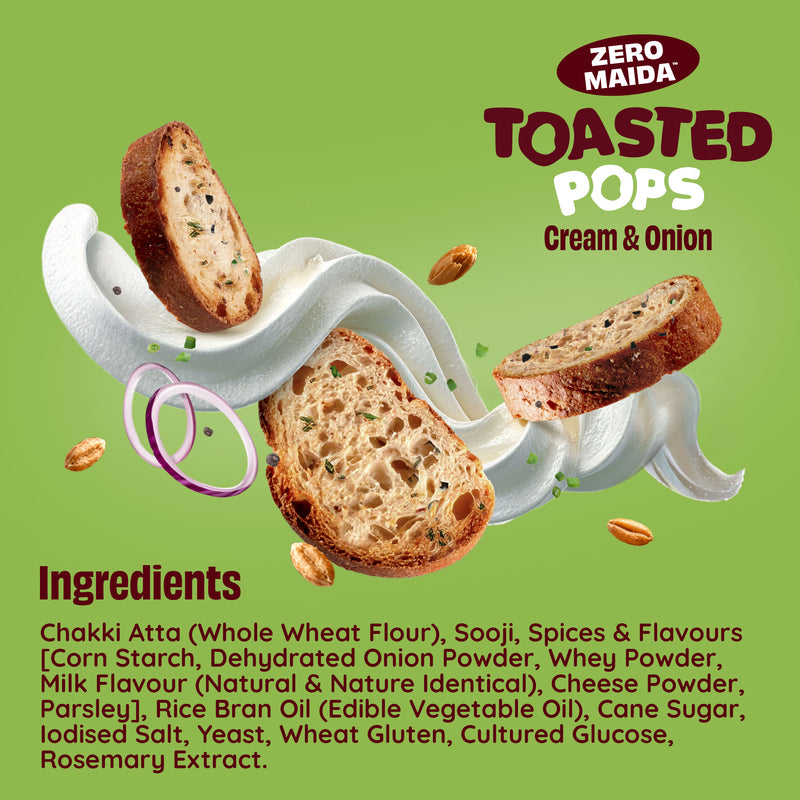 ZERO
MAIDA™
TOASTED
POPS
Cream & Onion
Ingredients
Chakki Atta (Whole Wheat Flour), Sooji, Spices & Flavours
[Corn Starch, Dehydrated Onion Powder, Whey Powder,
Milk Flavour (Natural & Nature Identical), Cheese Powder,
Parsley], Rice Bran Oil (Edible Vegetable Oil), Cane Sugar,
Iodised Salt, Yeast, Wheat Gluten, Cultured Glucose,
Rosemary Extract.